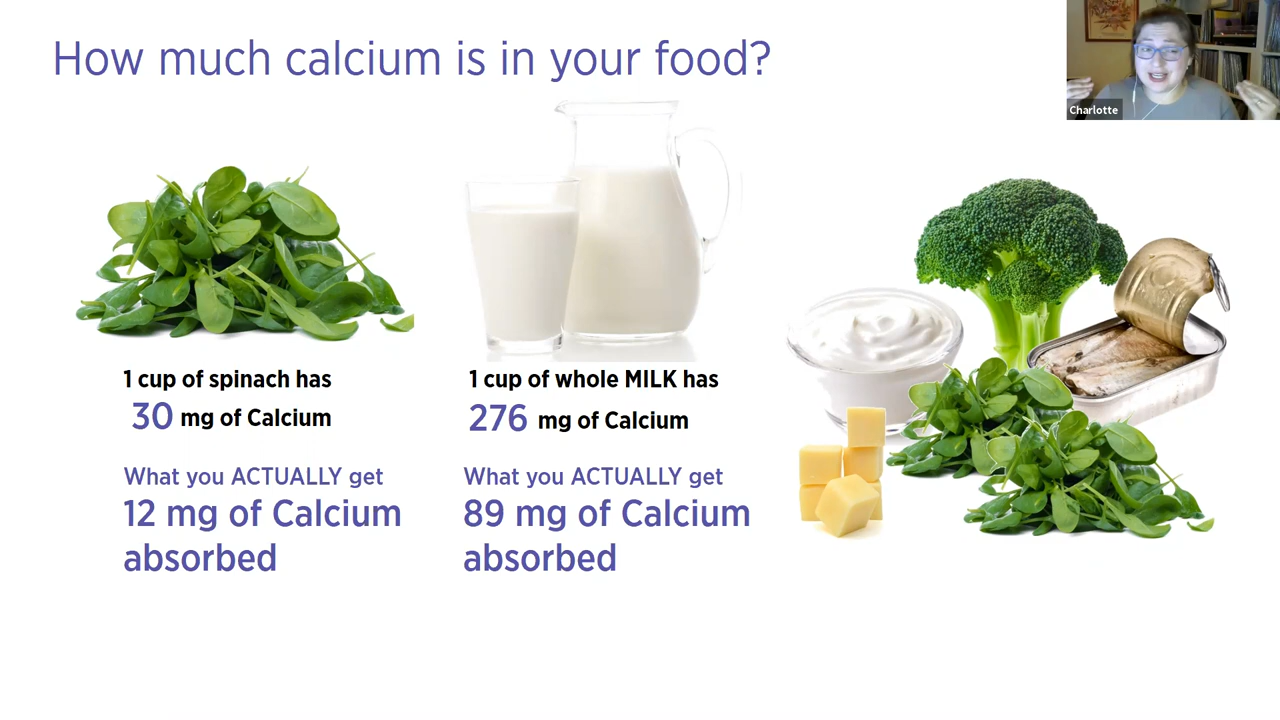 How much calcium is in your food?
Charlotte
1 cup of spinach has
30 mg of Calcium
What you ACTUALLY get
12 mg of Calcium
absorbed
1 cup of whole MILK has
276 mg of Calcium
What you ACTUALLY get
89 mg of Calcium
absorbed